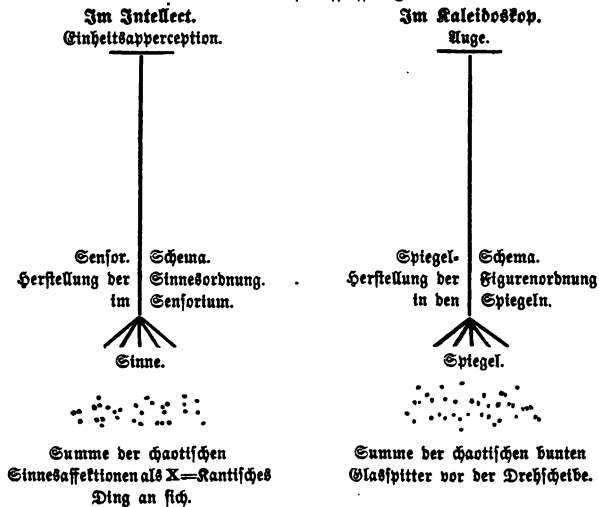 Im Intellect.
Einheitsapperception.
Sensor. Schema.
Herstellung der Sinnesordnung.
im Sensorium.
Sinne.
Summe der chaotischen
Sinnesaffektionen als X=Kantisches
Ding an sich.
Im Kaleidoskop.
Auge.
Spiegel- Schema.
Herstellung der Figurenordnung
in den Spiegeln.
Spiegel.
Summe der chaotischen bunten
Glasspitter vor der Drehscheibe.